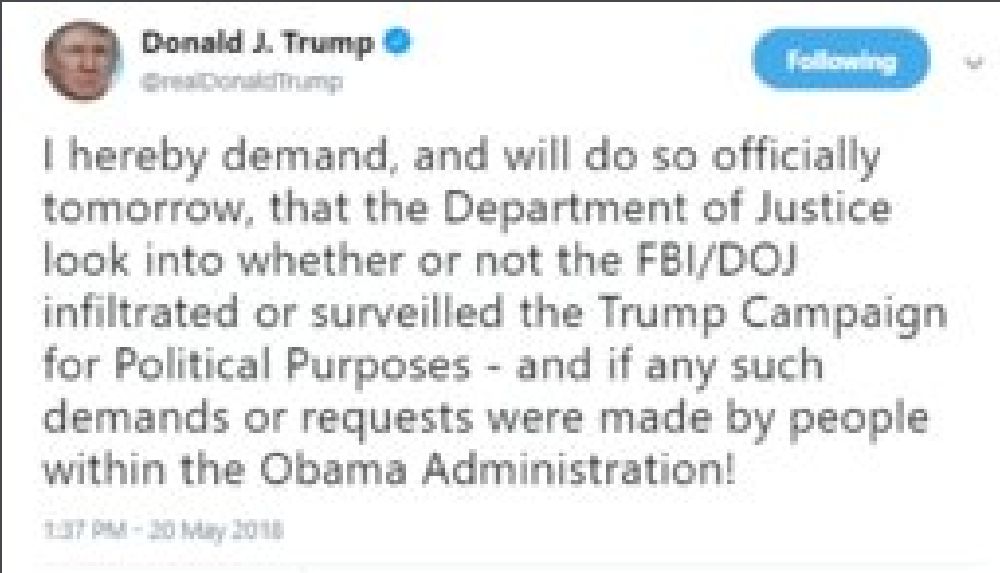 Donald J. Trump
@realDonaldTrump
Following
I hereby demand, and will do so officially
tomorrow, that the Department of Justice
look into whether or not the FBI/DOJ
infiltrated or surveilled the Trump Campaign
for Political Purposes - and if any such
demands or requests were made by people
within the Obama Administration!
1:37 PM - 20 May 2018